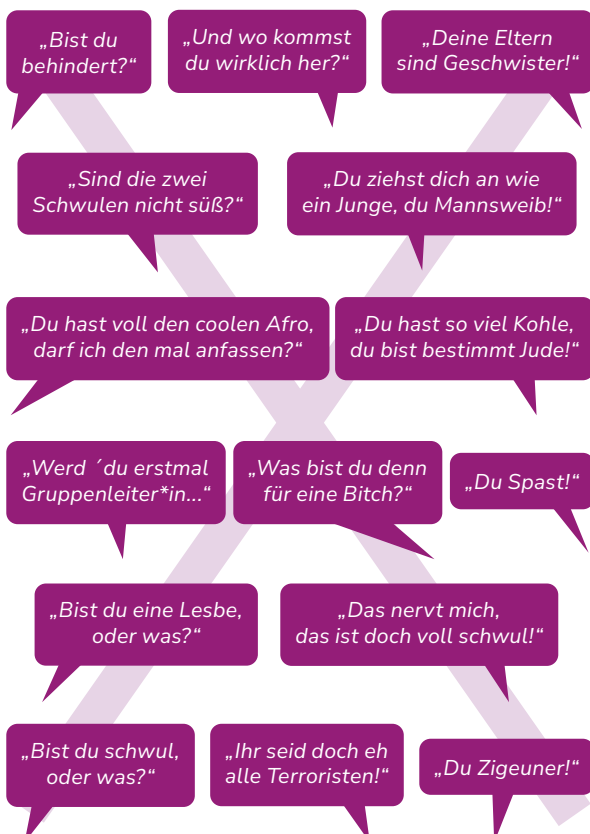 „Bist du
behindert?“
„Und wo kommst
du wirklich her?“
„Deine Eltern
sind Geschwister!“
„Sind die zwei
Schwulen nicht süß?“
„Du ziehst dich an wie
ein Junge, du Mannsweib!“
„Du hast voll den coolen Afro,
darf ich den mal anfassen?“
„Du hast so viel Kohle,
du bist bestimmt Jude!“
„Werd ´du erstmal
Gruppenleiter*in...“
„Was bist du denn
für eine Bitch?“
„Du Spast!“
„Bist du eine Lesbe,
oder was?“
„Das nervt mich,
das ist doch voll schwul!“
„Bist du schwul,
oder was?“
„Ihr seid doch eh
alle Terroristen!“
„Du Zigeuner!“